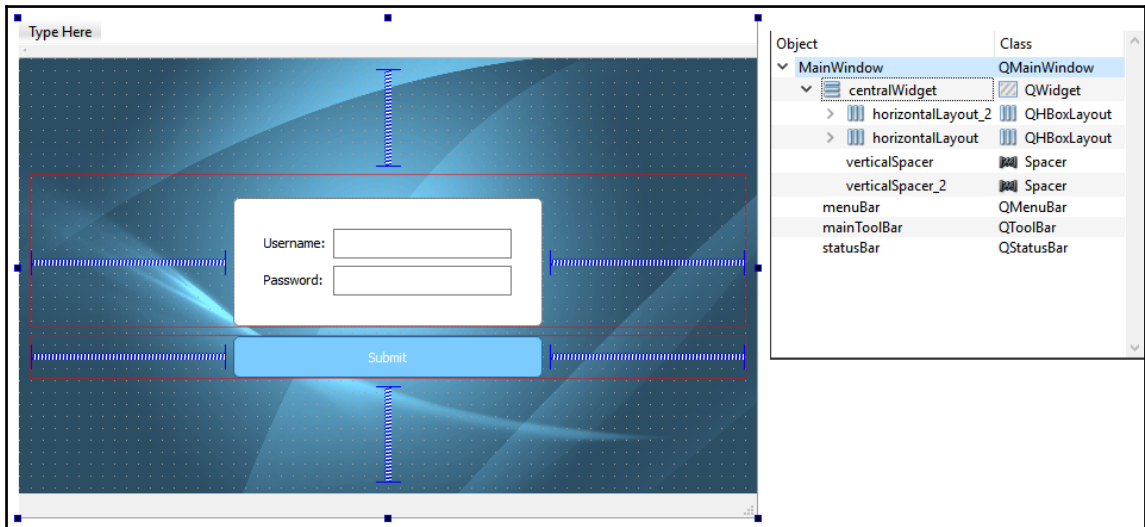 Type Here
Username:
Password:
Submit
Object Class
MainWindow QMainWindow
centralWidget QWidget
horizontalLayout_2 QHBoxLayout
horizontalLayout QHBoxLayout
verticalSpacer Spacer
verticalSpacer_2 Spacer
menuBar QMenuBar
mainToolBar QToolBar
statusBar QStatusBar